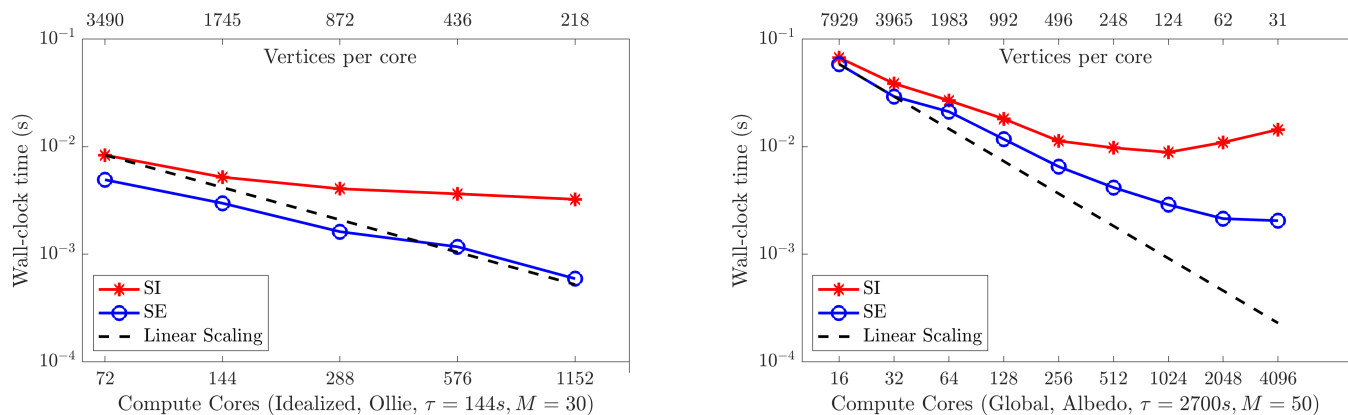 3490 1745 872 436 218
Vertices per core
10^{-1}
10^{-2}
10^{-3}
10^{-4}
Wall-clock time (s)
SI
SE
Linear Scaling
72 144 288 576 1152
Compute Cores (Idealized, Ollie, τ = 144s, M = 30)
7929 3965 1983 992 496 248 124 62 31
Vertices per core
10^{-1}
10^{-2}
10^{-3}
10^{-4}
Wall-clock time (s)
SI
SE
Linear Scaling
16 32 64 128 256 512 1024 2048 4096
Compute Cores (Global, Albedo, τ = 2700s, M = 50)